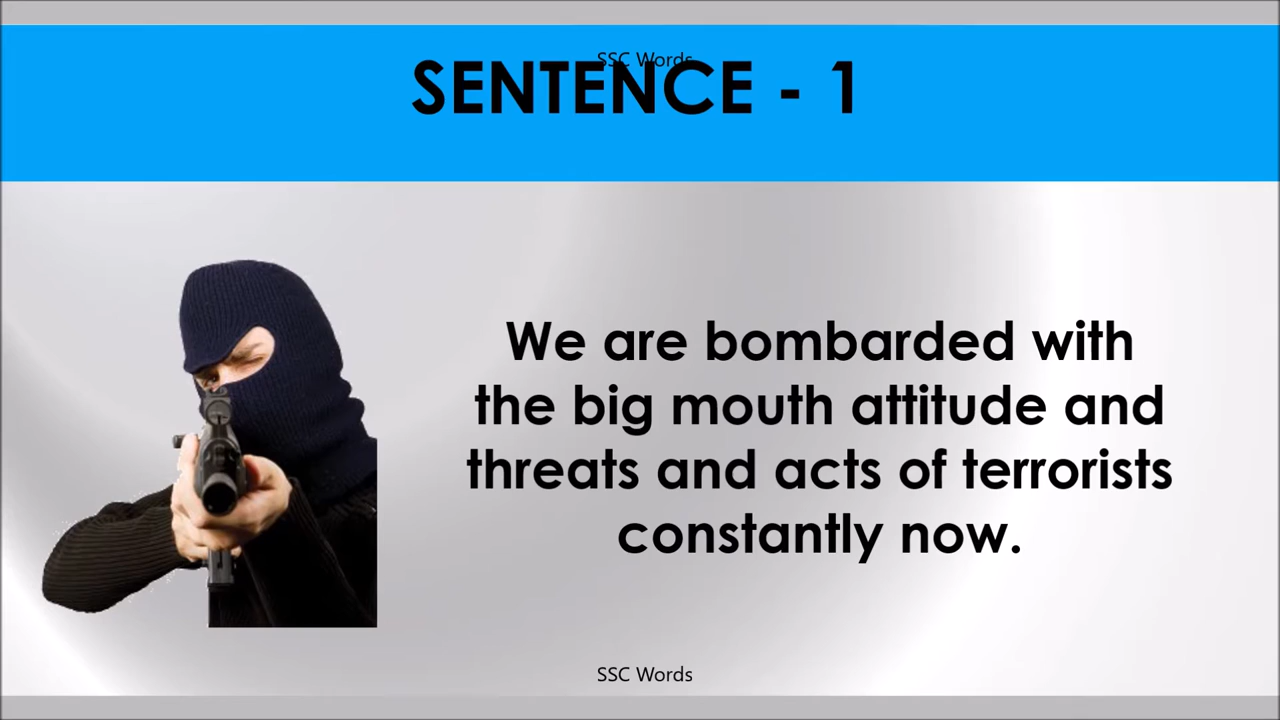 SSC Words
SENTENCE - 1
We are bombarded with
the big mouth attitude and
threats and acts of terrorists
constantly now.
SSC Words